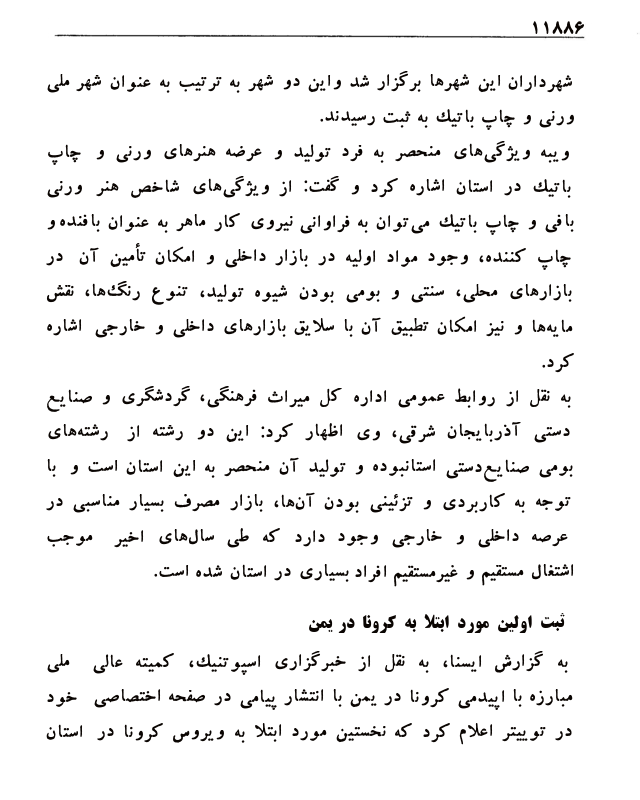 ۱۱۸۸۶
شهرداران این شهرها برگزار شد واین دو شهر به ترتیب به عنوان شهر ملی
ورنی و چاپ باتیك به ثبت رسیدند.
ویبه ویژگی‌های منحصر به فرد تولید و عرضه هنرهای ورنی و چاپ
باتیك در استان اشاره کرد و گفت: از ویژگی‌های شاخص هنر ورنی
بافی و چاپ باتیك می‌توان به فراوانی نیروی کار ماهر به عنوان بافنده و
چاپ کننده، وجود مواد اولیه در بازار داخلی و امکان تأمین آن در
بازارهای محلی، سنتی و بومی بودن شیوه تولید، تنوع رنگ‌ها، نقش
مایه‌ها و نیز امکان تطبیق آن با سلایق بازارهای داخلی و خارجی اشاره
کرد.
به نقل از روابط عمومی اداره کل میراث فرهنگی، گردشگری و صنایع
دستی آذربایجان شرقی، وی اظهار کرد: این دو رشته از رشته‌های
بومی صنایع‌دستی استانبوده و تولید آن منحصر به این استان است و با
توجه به کاربردی و تزئینی بودن آن‌ها، بازار مصرف بسیار مناسبی در
عرصه داخلی و خارجی وجود دارد که طی سال‌های اخیر موجب
اشتغال مستقیم و غیرمستقیم افراد بسیاری در استان شده است.
ثبت اولین مورد ابتلا به کرونا در یمن
به گزارش ایسنا، به نقل از خبرگزاری اسپوتنیك، کمیته عالی ملی
مبارزه با اپیدمی کرونا در یمن با انتشار پیامی در صفحه اختصاصی خود
در توییتر اعلام کرد که نخستین مورد ابتلا به ویروس کرونا در استان